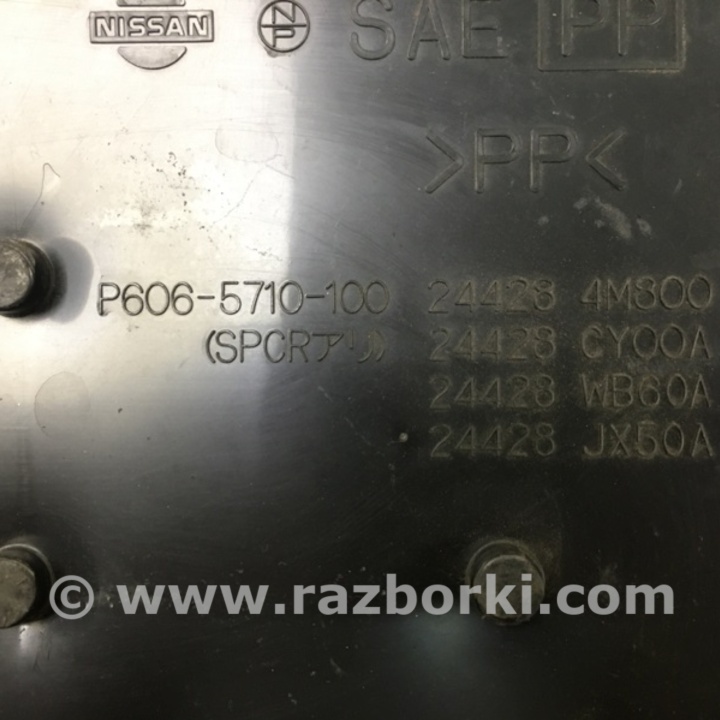 NISSAN NP SAE PP
>PP<
P606-5710-100 24428 4M800
(SPCRアリ) 24428 CY00A
24428 WB60A
24428 JX50A
© www.razborki.com